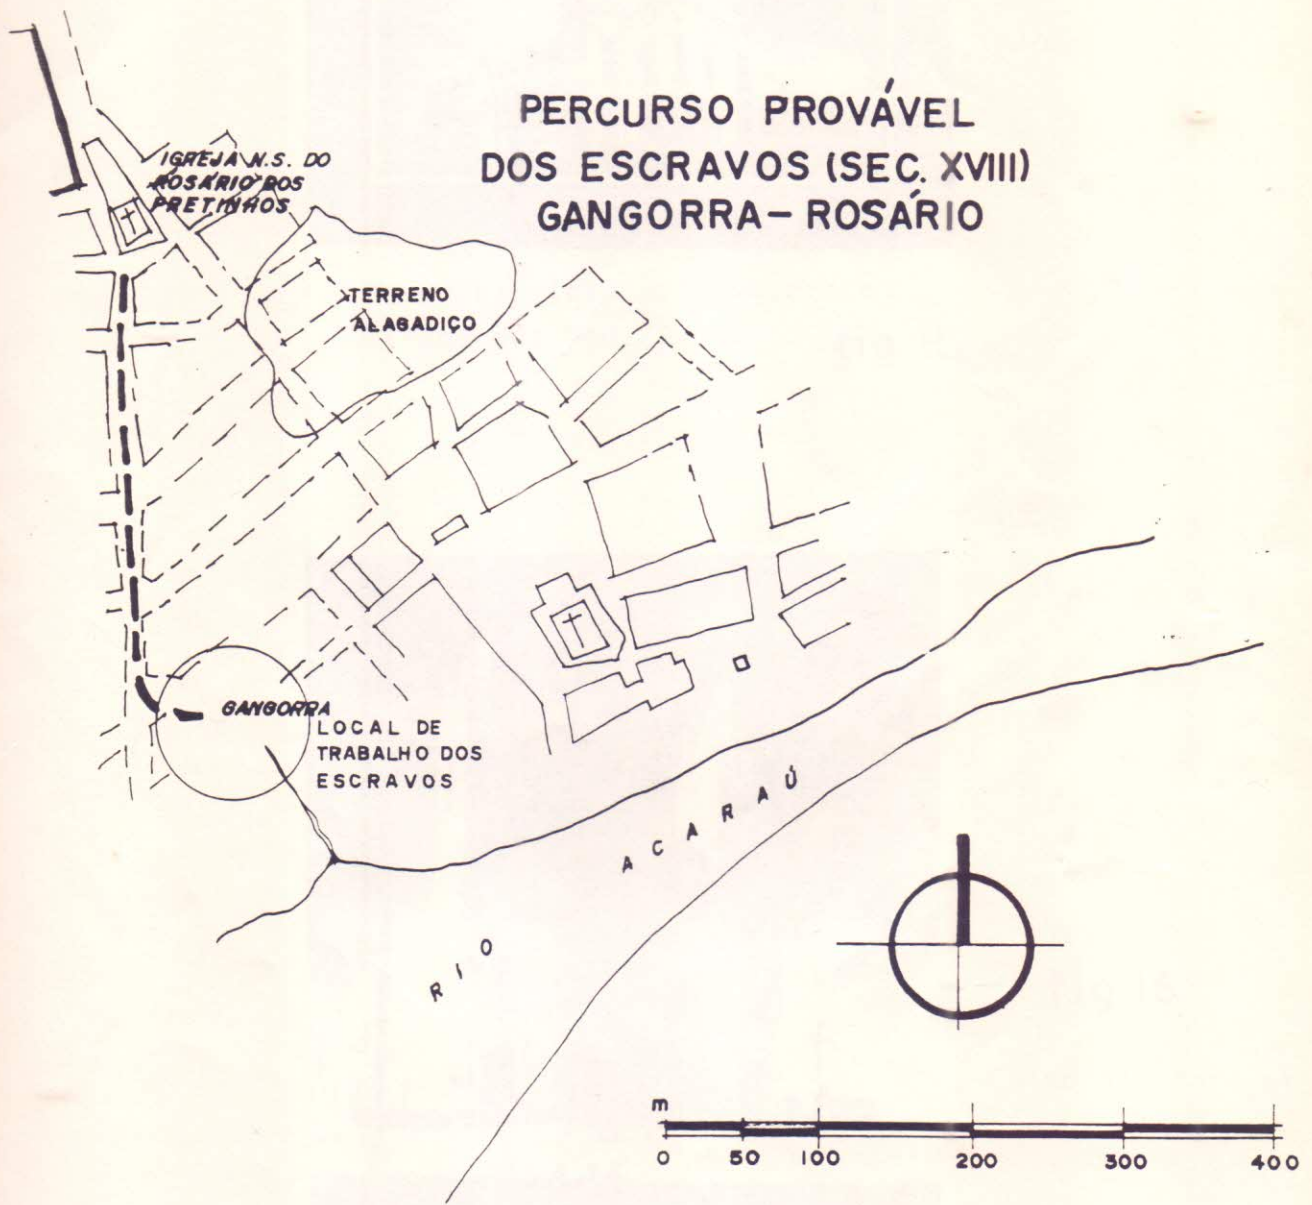 PERCURSO PROVÁVEL
DOS ESCRAVOS (SEC. XVIII)
GANGORRA-ROSÁRIO
IGREJA N.S. DO
ROSÁRIO DOS
PRETINHOS
TERRENO
ALAGADIÇO
GANGORRA
LOCAL DE
TRABALHO DOS
ESCRAVOS
RIO ACARAÚ
m
0 50 100 200 300 400